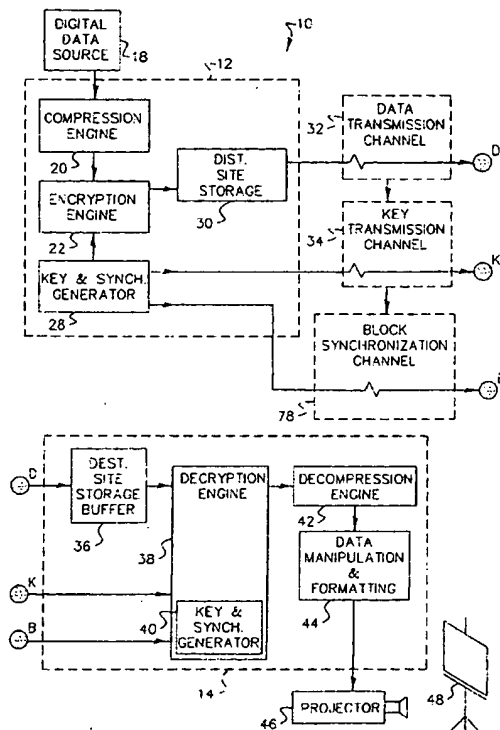 DIGITAL
DATA
SOURCE
18
10
12
COMPRESSION
ENGINE
20
ENCRYPTION
ENGINE
22
DIST.
SITE
STORAGE
30
KEY & SYNCH.
GENERATOR
28
DATA
TRANSMISSION
CHANNEL
32
D
KEY
TRANSMISSION
CHANNEL
34
K
BLOCK
SYNCHRONIZATION
CHANNEL
78
D
DEST.
SITE
STORAGE
BUFFER
36
DECRYPTION
ENGINE
38
K
B
KEY &
SYNCH.
GENERATOR
40
DECOMPRESSION
ENGINE
42
DATA
MANIPULATION
&
FORMATTING
44
14
PROJECTOR
46
48